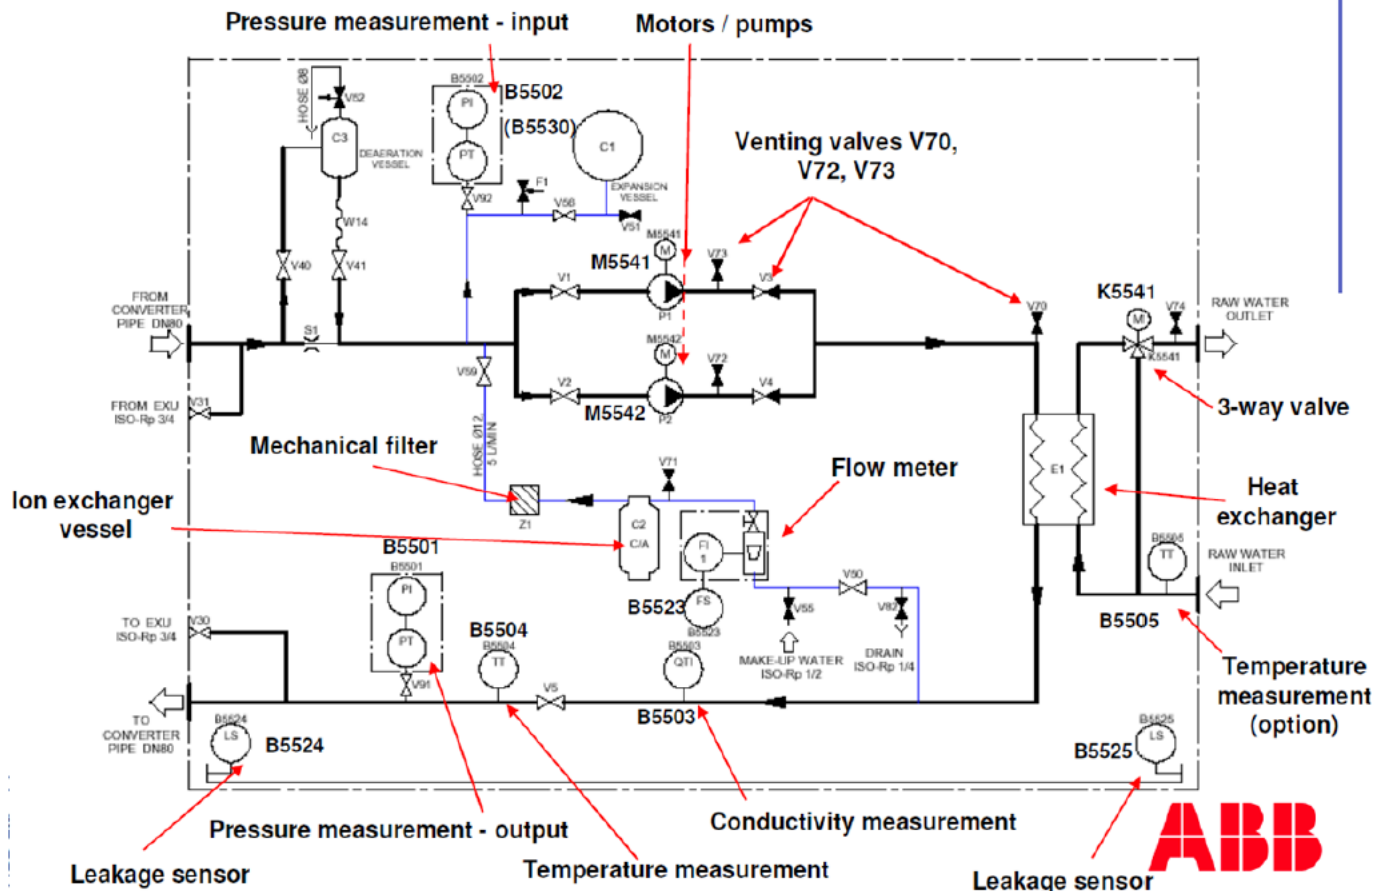 Pressure measurement - input
Motors / pumps
B5502
PI
PT
V92
B5502
(B5530)
HOSE Ø8
V52
C3
DEAERATION
VESSEL
W14
V40
V41
F1
C1
EXPANSION
VESSEL
V58
V51
Venting valves V70,
V72, V73
M5541
M
M5541
P1
V1
V73
V3
FROM
CONVERTER
PIPE DN80
S1
V59
M5542
M
M5542
P2
V2
V72
V4
V70
K5541
M
K5541
V74
RAW WATER
OUTLET
3-way valve
FROM EXU
ISO-Rp 3/4
V31
HOSE Ø12
5 L/MIN
Mechanical filter
Z1
Ion exchanger
vessel
C2
C/A
V71
Flow meter
FI
1
FS
B5523
B5523
E1
Heat
exchanger
B5505
TT
B5505
RAW WATER
INLET
B5501
B5501
PI
PT
V91
V50
V55
V82
MAKE-UP WATER
ISO-Rp 1/2
DRAIN
ISO-Rp 1/4
TO EXU
ISO-Rp 3/4
V30
B5504
B5504
TT
V5
B5503
QTI
B5503
Temperature
measurement
(option)
TO
CONVERTER
PIPE DN80
B5524
LS
B5524
B5525
LS
B5525
Pressure measurement - output
Conductivity measurement
Leakage sensor
Temperature measurement
Leakage sensor
ABB